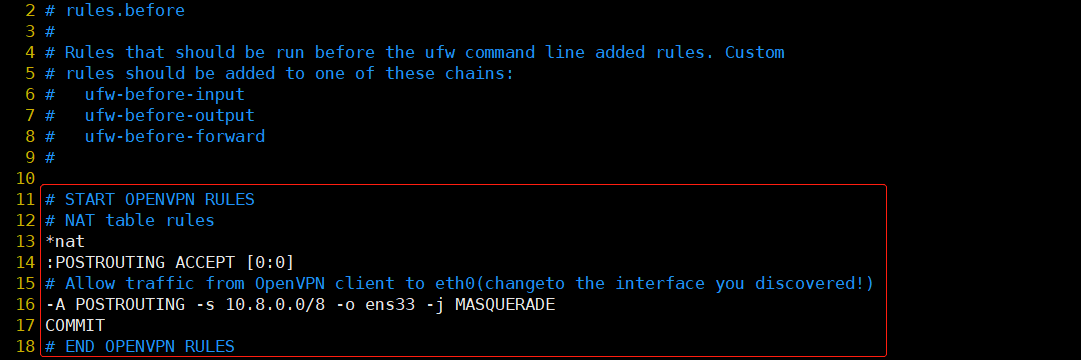 2 # rules.before
3 #
4 # Rules that should be run before the ufw command line added rules. Custom
5 # rules should be added to one of these chains:
6 #   ufw-before-input
7 #   ufw-before-output
8 #   ufw-before-forward
9 #
10
11 # START OPENVPN RULES
12 # NAT table rules
13 *nat
14 :POSTROUTING ACCEPT [0:0]
15 # Allow traffic from OpenVPN client to eth0(changeto the interface you discovered!)
16 -A POSTROUTING -s 10.8.0.0/8 -o ens33 -j MASQUERADE
17 COMMIT
18 # END OPENVPN RULES